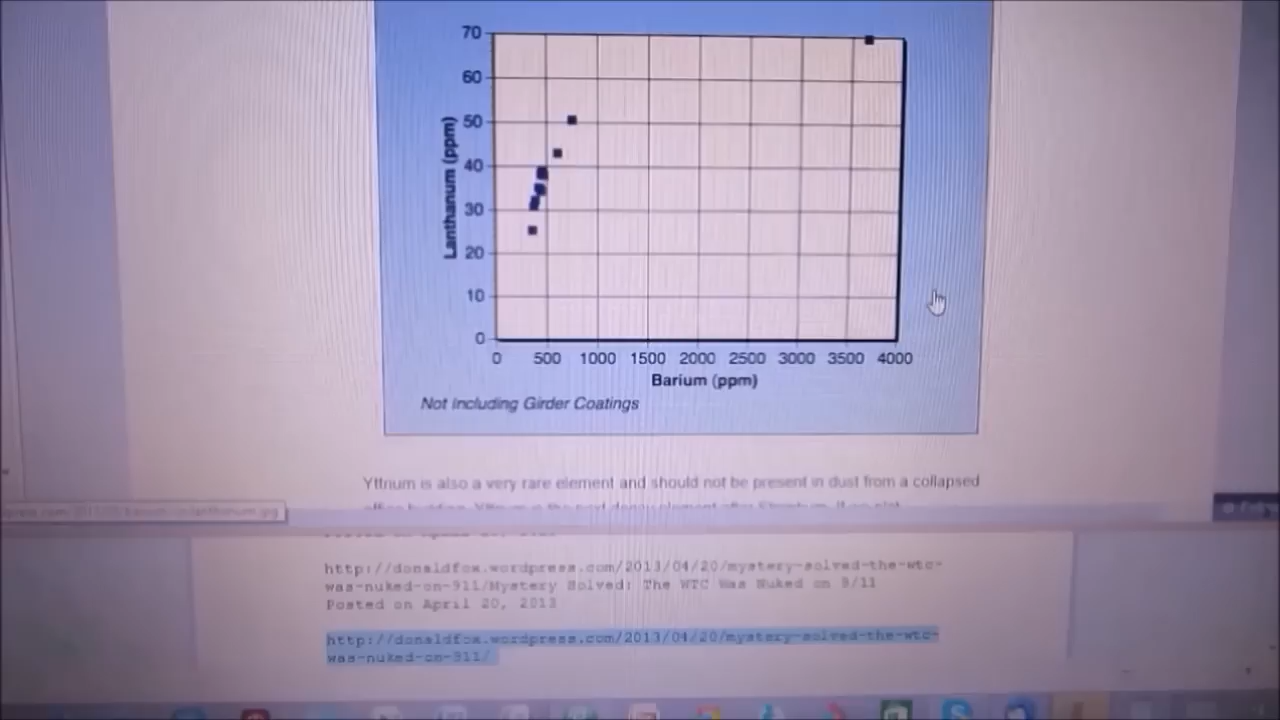 70
60
50
40
30
20
10
0
Lanthanum (ppm)
0 500 1000 1500 2000 2500 3000 3500 4000
Barium (ppm)
Not Including Girder Coatings
Yttrium is also a very rare element and should not be present in dust from a collapsed
http://donaldfox.wordpress.com/2013/04/20/mystery-solved-the-wtc-
was-nuked-on-911/Mystery Solved: The WTC Was Nuked on 9/11
Posted on April 20, 2013
http://donaldfox.wordpress.com/2013/04/20/mystery-solved-the-wtc-
was-nuked-on-911/